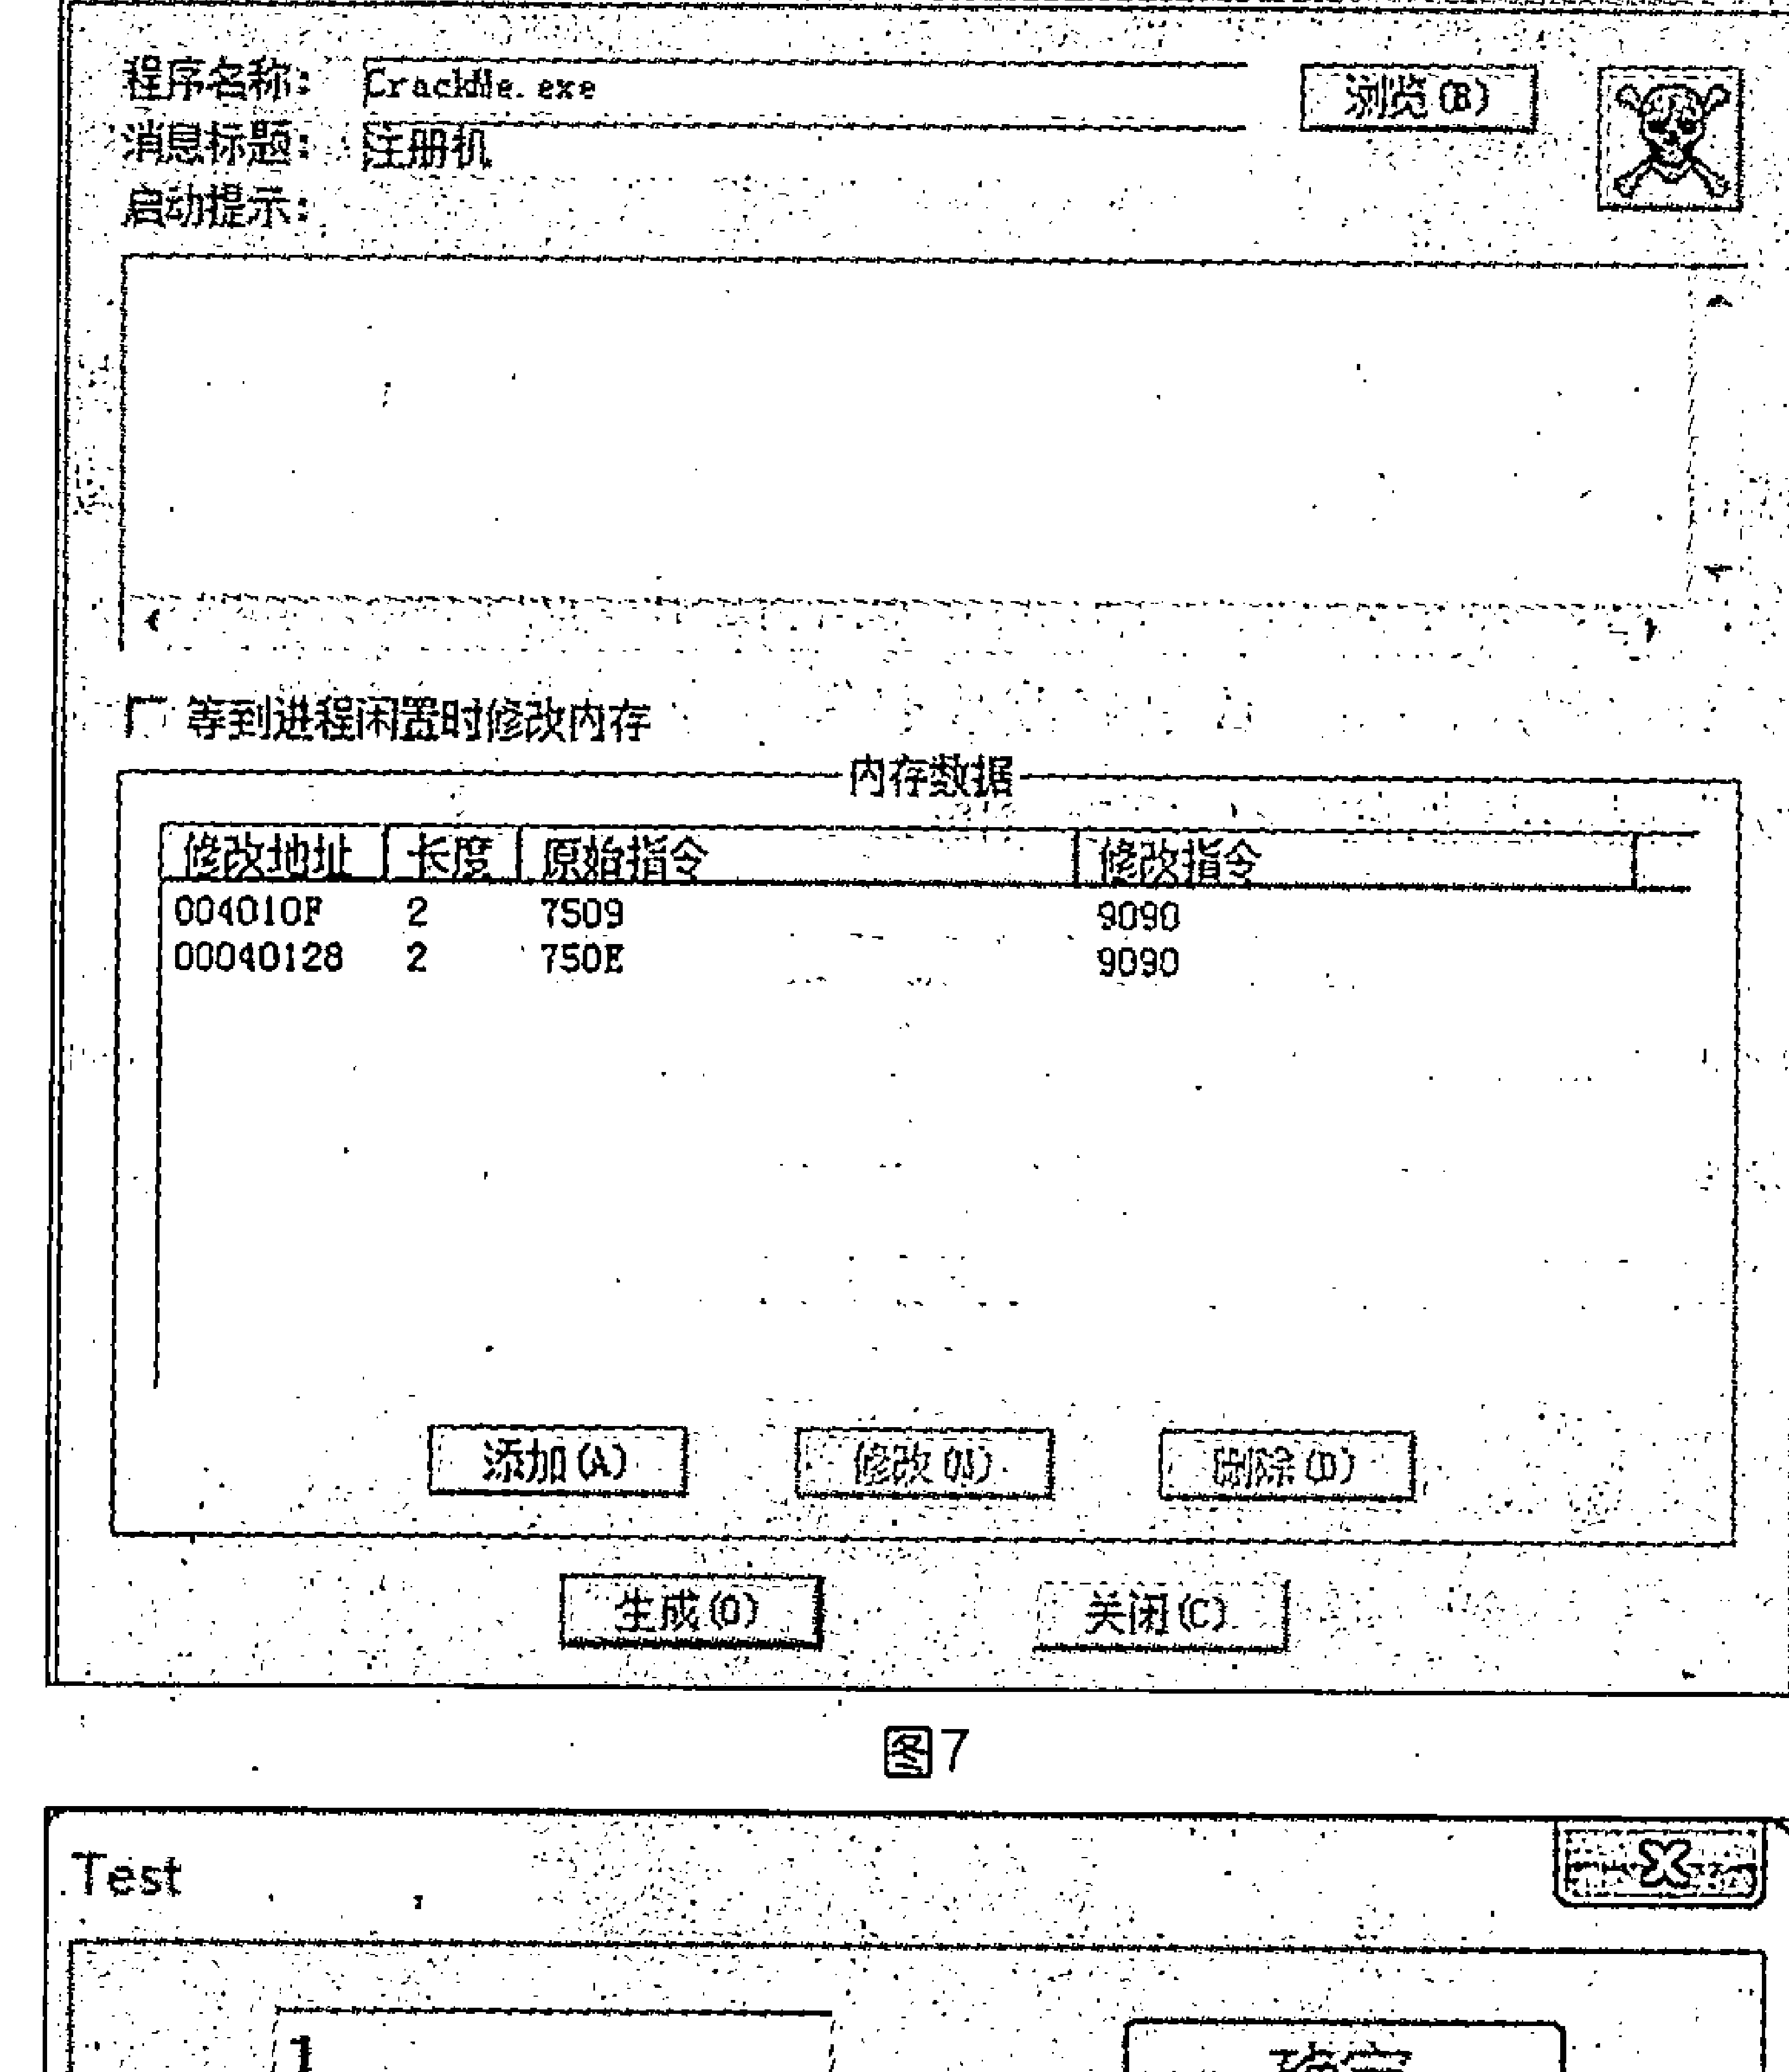 程序名称: CrackMe.exe 浏览(B)
消息标题: 注册机
启动提示:
等到进程闲置时修改内存
内存数据
修改地址 长度 原始指令 修改指令
004010F 2 7509 9090
00040128 2 750E 9090
添加(A) 修改(M) 删除(D)
生成(O) 关闭(C)
图7
Test
1